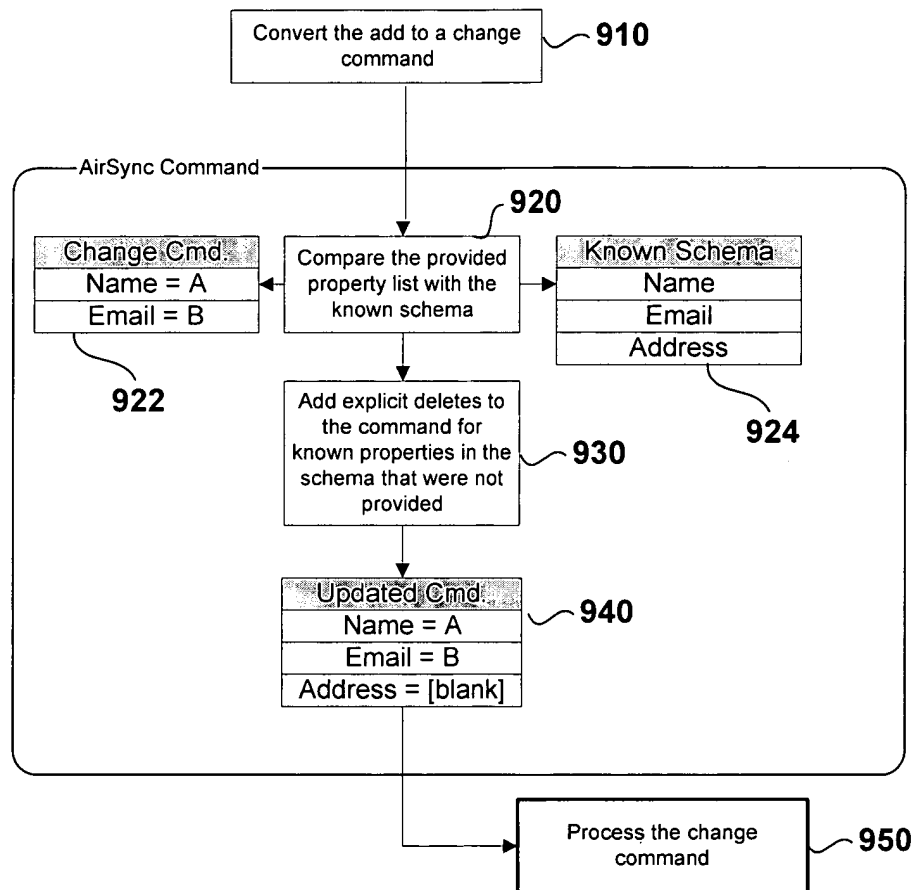 Convert the add to a change
command
910
AirSync Command
920
Change Cmd.
Name = A
Email = B
922
Compare the provided
property list with the
known schema
Known Schema
Name
Email
Address
924
Add explicit deletes to
the command for
known properties in the
schema that were not
provided
930
Updated Cmd.
Name = A
Email = B
Address = [blank]
940
Process the change
command
950